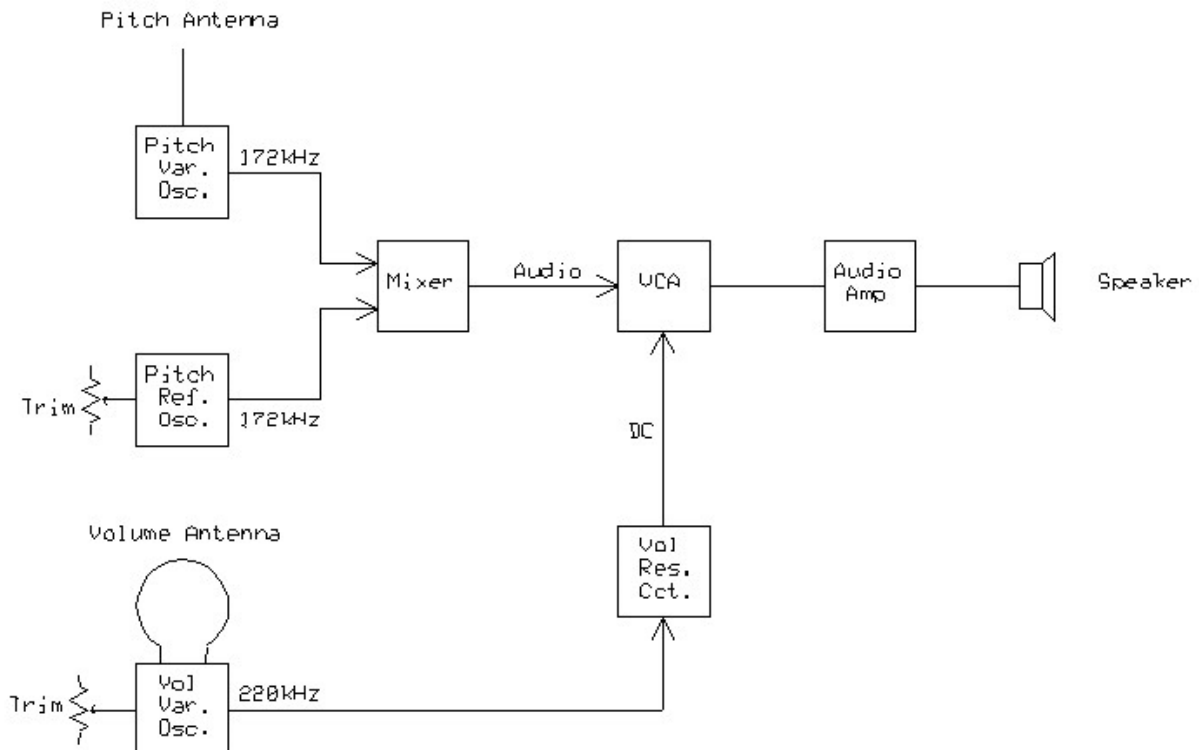 Pitch Antenna
Pitch
Var.
Osc.
172kHz
Mixer
Audio
VCA
Audio
Amp
Speaker
Trim
Pitch
Ref.
Osc.
172kHz
DC
Volume Antenna
Vol
Res.
Cct.
Trim
Vol
Var.
Osc.
220kHz